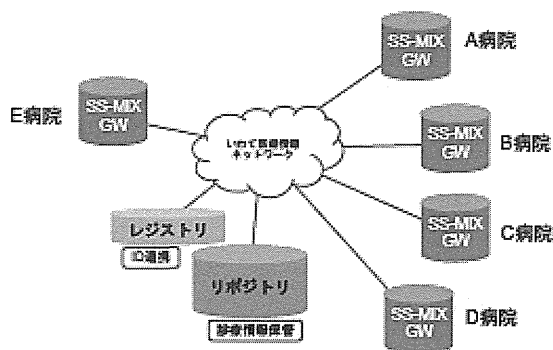 SS-MIX
GW
A病院
SS-MIX
GW
E病院
SS-MIX
GW
B病院
いわて医療情報
ネットワーク
SS-MIX
GW
C病院
レジストリ
ID連携
リポジトリ
診療情報保管
SS-MIX
GW
D病院